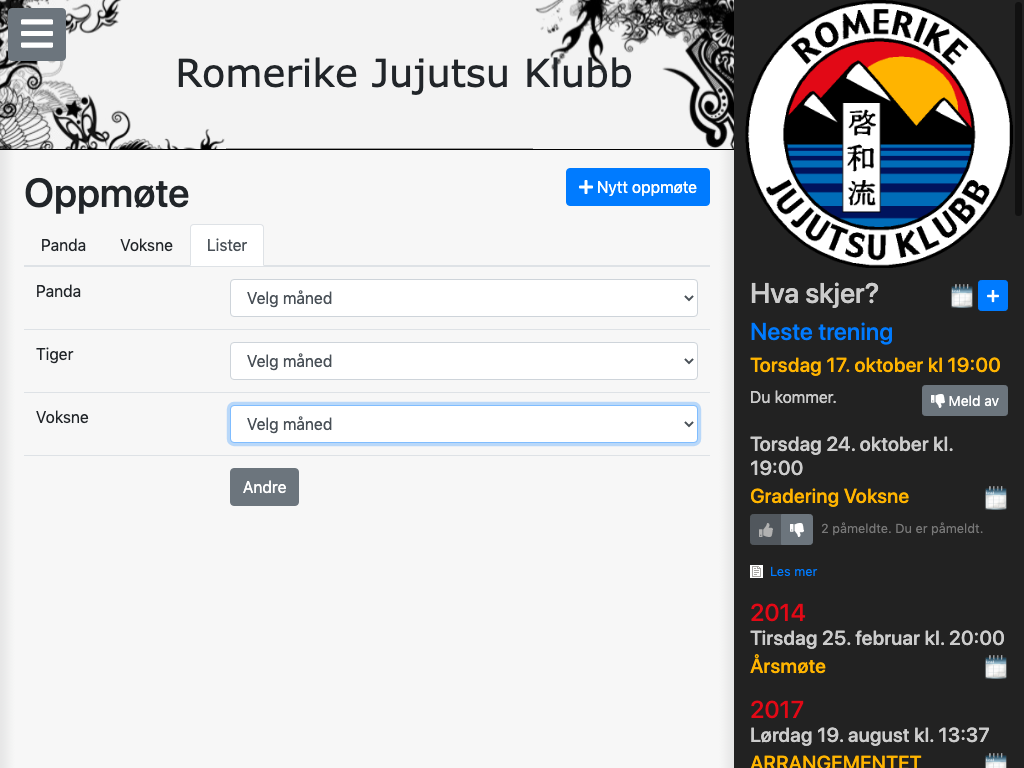 Romerike Jujutsu Klubb
Oppmøte
Nytt oppmøte
Panda
Voksne
Lister
Panda
Velg måned
Tiger
Velg måned
Voksne
Velg måned
Andre
ROMERIKE
啓和流
JUJUTSU KLUBB
Hva skjer?
Neste trening
Torsdag 17. oktober kl 19:00
Du kommer.
Meld av
Torsdag 24. oktober kl.
19:00
Gradering Voksne
2 påmeldte. Du er påmeldt.
Les mer
2014
Tirsdag 25. februar kl. 20:00
Årsmøte
2017
Lørdag 19. august kl. 13:37
ARRANGEMENTET